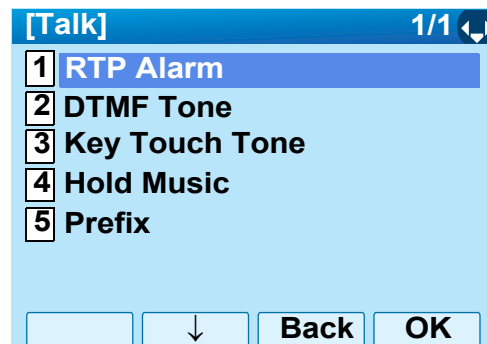 [Talk] 1/1
1 RTP Alarm
2 DTMF Tone
3 Key Touch Tone
4 Hold Music
5 Prefix
↓ Back OK